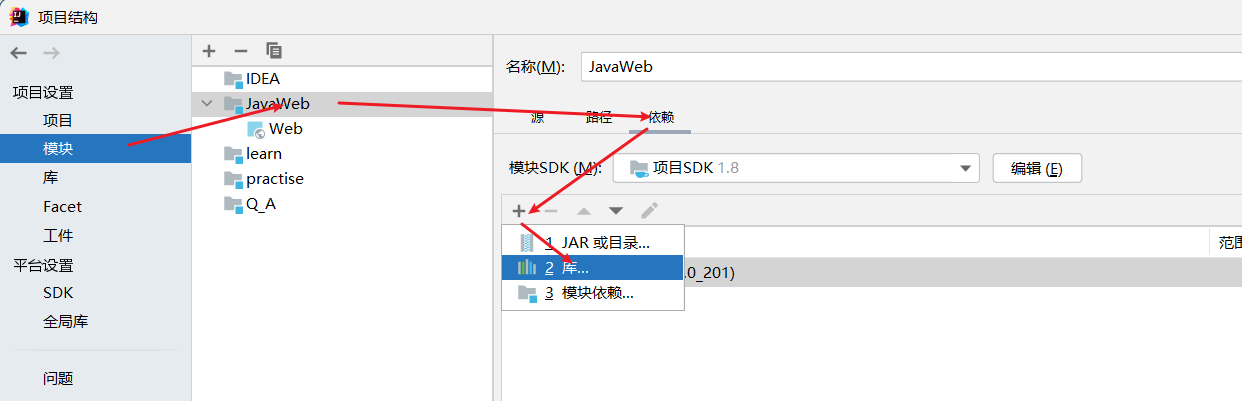 项目结构
项目设置
项目
模块
库
Facet
工件
平台设置
SDK
全局库
问题
IDEA
JavaWeb
Web
learn
practise
Q_A
名称(M): JavaWeb
源 路径 依赖
模块SDK (M): 项目SDK 1.8 编辑 (E)
范围
1 JAR 或目录...
2 库...
.0_201)
3 模块依赖...